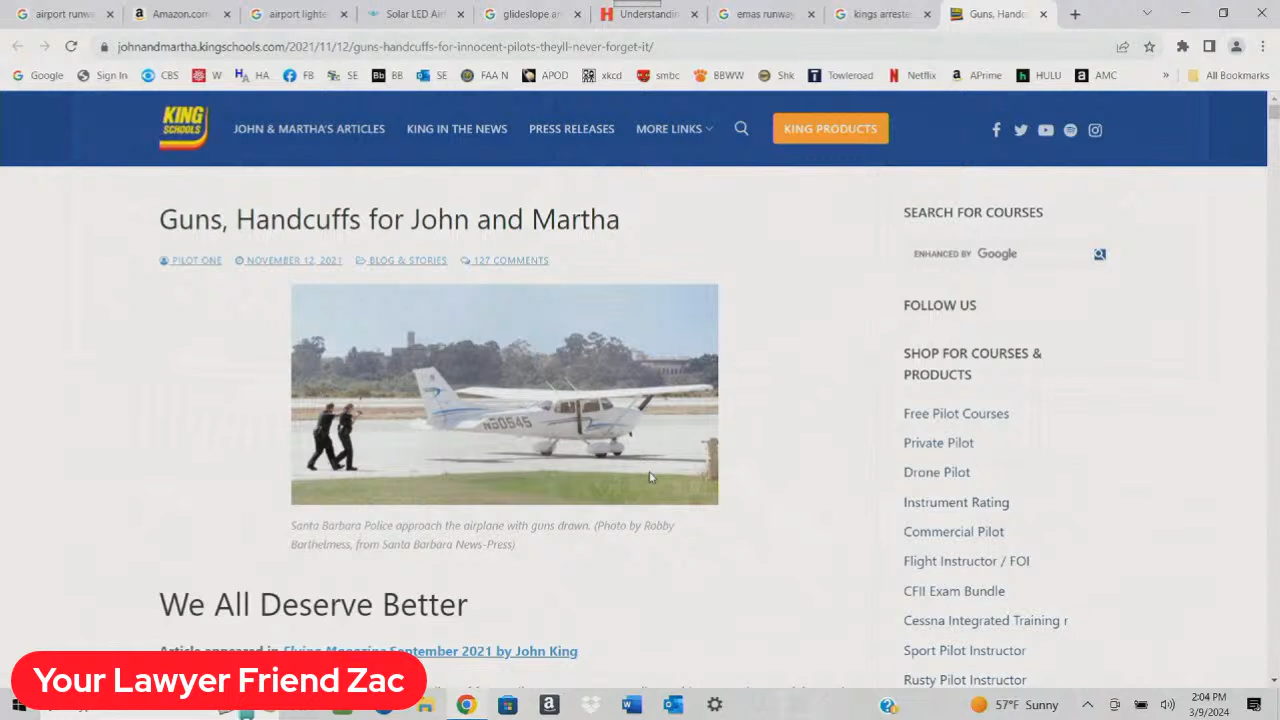 airport runw
Amazon.com
airport lighte
Solar LED Air
glideslope ar
Understandin
emas runway
kings arreste
Guns, Handc
johnandmartha.kingschools.com/2021/11/12/guns-handcuffs-for-innocent-pilots-theyll-never-forget-it/
Google Sign In CBS W HA FB SE BB SE FAA N APOD xkcd smbc BBWW Shk Towleroad Netflix APrime HULU AMC » All Bookmarks
KING SCHOOLS
JOHN & MARTHA'S ARTICLES KING IN THE NEWS PRESS RELEASES MORE LINKS KING PRODUCTS
Guns, Handcuffs for John and Martha
PILOT ONE NOVEMBER 12, 2021 BLOG & STORIES 127 COMMENTS
N50545
Santa Barbara Police approach the airplane with guns drawn. (Photo by Robby
Barthelmess, from Santa Barbara News-Press)
We All Deserve Better
Article appeared in Flying Magazine September 2021 by John King
SEARCH FOR COURSES
ENHANCED BY Google
FOLLOW US
SHOP FOR COURSES &
PRODUCTS
Free Pilot Courses
Private Pilot
Drone Pilot
Instrument Rating
Commercial Pilot
Flight Instructor / FOI
CFII Exam Bundle
Cessna Integrated Training r
Sport Pilot Instructor
Rusty Pilot Instructor
Your Lawyer Friend Zac
57°F Sunny
2:04 PM
3/9/2024